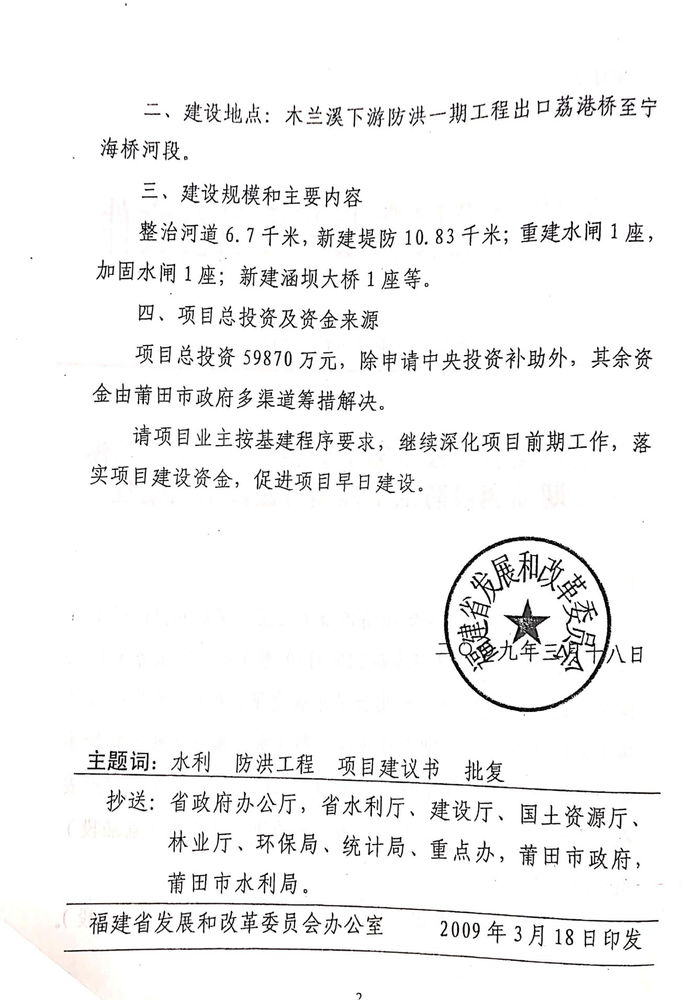 二、建设地点：木兰溪下游防洪一期工程出口荔港桥至宁
海桥河段。
三、建设规模和主要内容
整治河道 6.7 千米，新建堤防 10.83 千米；重建水闸 1 座，
加固水闸 1 座；新建涵坝大桥 1 座等。
四、项目总投资及资金来源
项目总投资 59870 万元，除申请中央投资补助外，其余资
金由莆田市政府多渠道筹措解决。
请项目业主按基建程序要求，继续深化项目前期工作，落
实项目建设资金，促进项目早日建设。
福建省发展和改革委员会
二〇〇九年三月十八日
主题词：水利 防洪工程 项目建议书 批复
抄送：省政府办公厅，省水利厅、建设厅、国土资源厅、
林业厅、环保局、统计局、重点办，莆田市政府，
莆田市水利局。
福建省发展和改革委员会办公室 2009 年 3 月 18 日印发
2